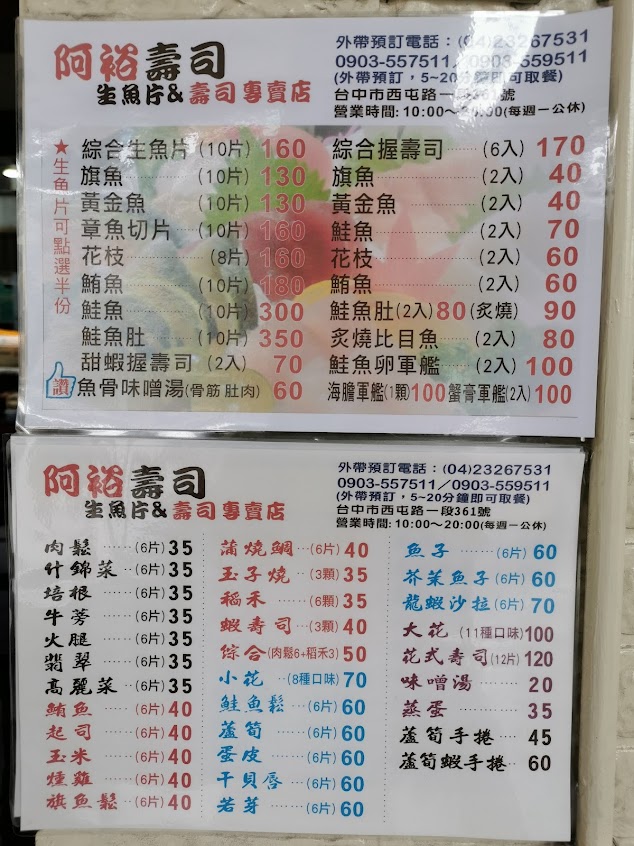 阿裕壽司
生魚片&壽司專賣店
外帶預訂電話：(04)23267531
0903-557511／0903-559511
(外帶預訂，5~20分鐘即可取餐)
台中市西屯路一段361號
營業時間: 10:00～20:00(每週一公休)
★生魚片可點選半份
綜合生魚片 (10片) 160
旗魚 (10片) 130
黃金魚 (10片) 130
章魚切片 (10片) 160
花枝 (8片) 160
鮪魚 (10片) 180
鮭魚 (10片) 300
鮭魚肚 (10片) 350
甜蝦握壽司 (2入) 70
讚 魚骨味噌湯(骨筋 肚肉) 60
綜合握壽司 (6入) 170
旗魚 (2入) 40
黃金魚 (2入) 40
鮭魚 (2入) 70
花枝 (2入) 60
鮪魚 (2入) 60
鮭魚肚(2入) 80 (炙燒) 90
炙燒比目魚 (2入) 80
鮭魚卵軍艦 (2入) 100
海膽軍艦(1顆)100 蟹膏軍艦(2入)100
阿裕壽司
生魚片&壽司專賣店
外帶預訂電話：(04)23267531
0903-557511／0903-559511
(外帶預訂，5~20分鐘即可取餐)
台中市西屯路一段361號
營業時間: 10:00～20:00(每週一公休)
肉鬆 (6片) 35
什錦菜 (6片) 35
培根 (6片) 35
牛蒡 (6片) 35
火腿 (6片) 35
翡翠 (6片) 35
高麗菜 (6片) 35
鮪魚 (6片) 40
起司 (6片) 40
玉米 (6片) 40
燻雞 (6片) 40
旗魚鬆 (6片) 40
蒲燒鯛 (6片) 40
玉子燒 (3顆) 35
稻禾 (6顆) 35
蝦壽司 (3顆) 40
綜合(肉鬆6+稻禾3) 50
小花 (8種口味) 70
鮭魚鬆 (6片) 60
蘆筍 (6片) 60
蛋皮 (6片) 60
干貝唇 (6片) 60
若芽 (6片) 60
魚子 (6片) 60
芥茉魚子 (6片) 60
龍蝦沙拉 (6片) 70
大花 (11種口味)100
花式壽司(12片) 120
味噌湯 20
蒸蛋 35
蘆筍手捲 45
蘆筍蝦手捲 60